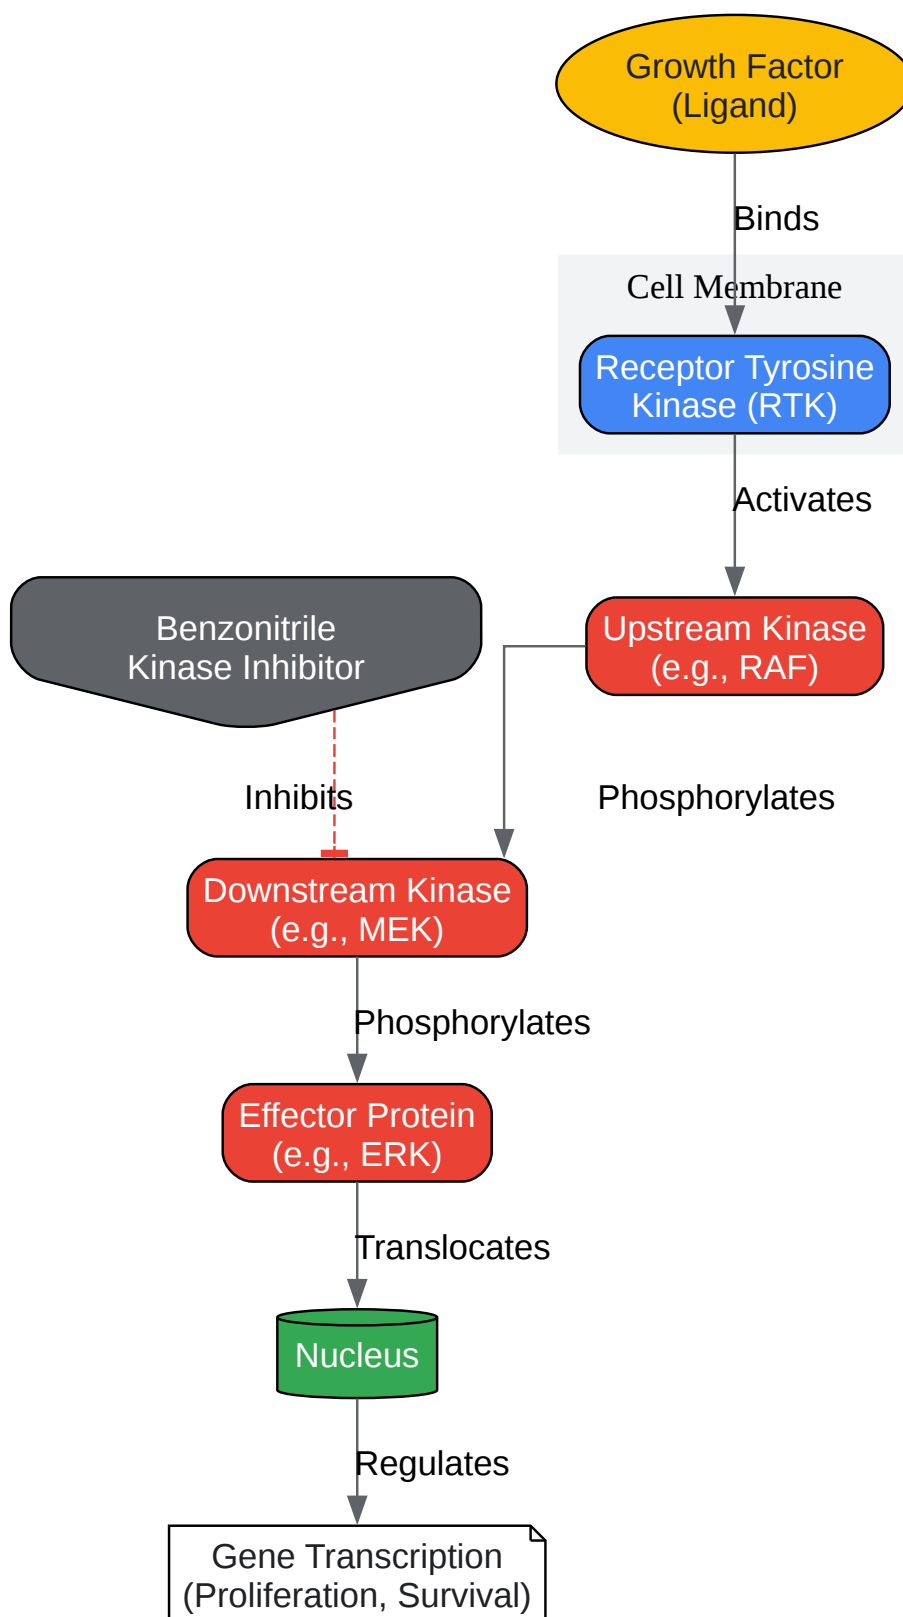 Growth Factor
(Ligand)
Binds
Cell Membrane
Receptor Tyrosine
Kinase (RTK)
Activates
Benzonitrile
Kinase Inhibitor
Upstream Kinase
(e.g., RAF)
Inhibits
Phosphorylates
Downstream Kinase
(e.g., MEK)
Phosphorylates
Effector Protein
(e.g., ERK)
Translocates
Nucleus
Regulates
Gene Transcription
(Proliferation, Survival)